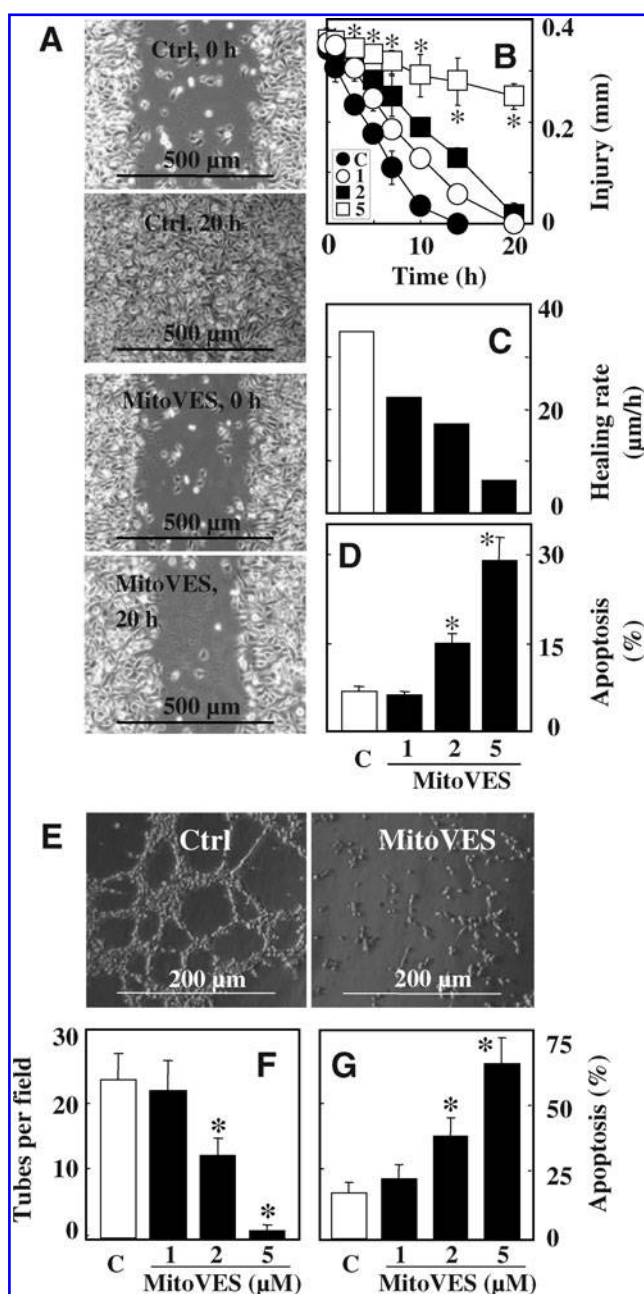 A
Ctrl, 0 h
500 µm
Ctrl, 20 h
500 µm
MitoVES, 0 h
500 µm
MitoVES,
20 h
500 µm
B
0.4
0.2
0
Injury (mm)
* * * * * * *
C
1
2
5
0 10 20
Time (h)
C
40
20
0
Healing rate
(µm/h)
D
30
15
0
Apoptosis
(%)
* *
C 1 2 5
MitoVES
E
Ctrl
200 µm
MitoVES
200 µm
F
30
20
10
0
Tubes per field
* *
C 1 2 5
MitoVES (µM)
G
75
50
25
0
Apoptosis (%)
* *
C 1 2 5
MitoVES (µM)